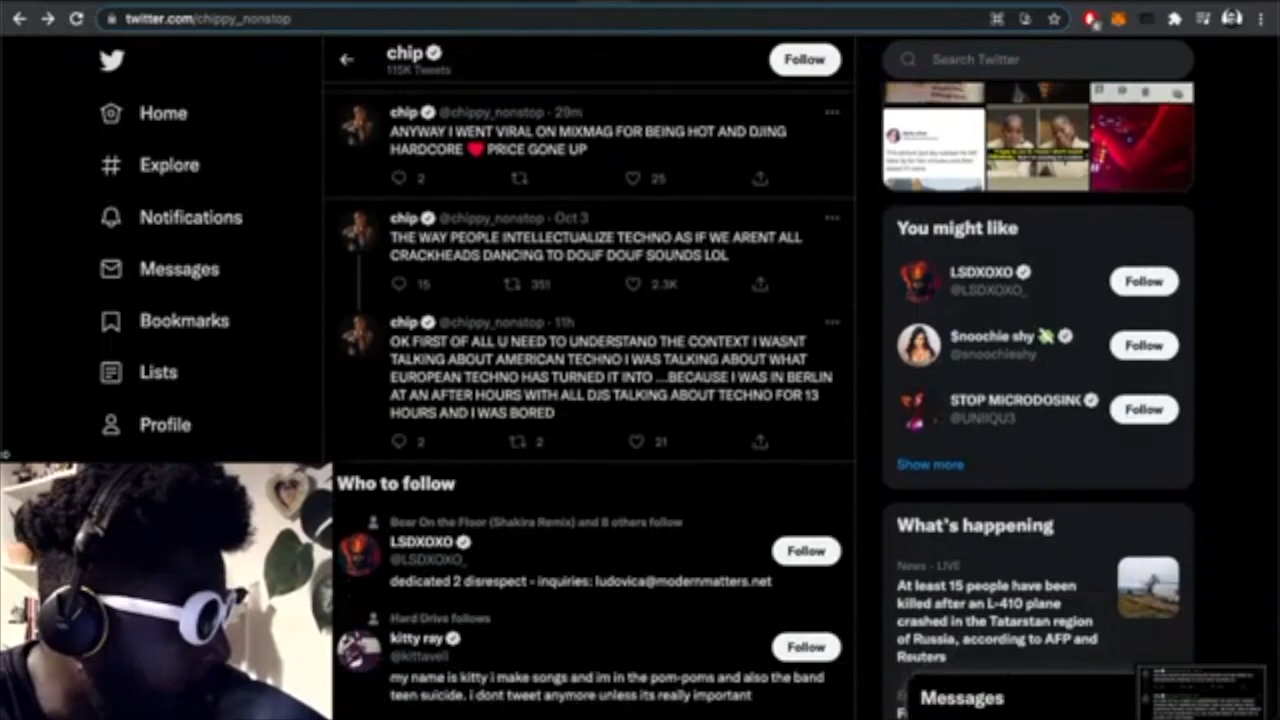 twitter.com/chippy_nonstop
Home
Explore
Notifications
Messages
Bookmarks
Lists
Profile
chip
115K Tweets
Follow
chip @chippy_nonstop · 29m
ANYWAY I WENT VIRAL ON MIXMAG FOR BEING HOT AND DJING
HARDCORE ♥ PRICE GONE UP
2
25
chip @chippy_nonstop · Oct 3
THE WAY PEOPLE INTELLECTUALIZE TECHNO AS IF WE ARENT ALL
CRACKHEADS DANCING TO DOUF DOUF SOUNDS LOL
15 351 2.3K
chip @chippy_nonstop · 11h
OK FIRST OF ALL U NEED TO UNDERSTAND THE CONTEXT I WASNT
TALKING ABOUT AMERICAN TECHNO I WAS TALKING ABOUT WHAT
EUROPEAN TECHNO HAS TURNED IT INTO ....BECAUSE I WAS IN BERLIN
AT AN AFTER HOURS WITH ALL DJS TALKING ABOUT TECHNO FOR 13
HOURS AND I WAS BORED
2 2 21
Who to follow
Boar On the Floor (Shakira Remix) and 8 others follow
LSDXOXO
@LSDXOXO_
Follow
dedicated 2 disrespect - inquiries: ludovica@modernmatters.net
Hard Drive follows
kitty ray
@kittaveli
Follow
my name is kitty i make songs and im in the pom-poms and also the band
teen suicide. i dont tweet anymore unless its really important
Search Twitter
You might like
LSDXOXO
@LSDXOXO_
Follow
$noochie shy
@snoochieshy
Follow
STOP MICRODOSING
@UNIIQU3
Follow
Show more
What's happening
News · LIVE
At least 15 people have been
killed after an L-410 plane
crashed in the Tatarstan region
of Russia, according to AFP and
Reuters
Messages